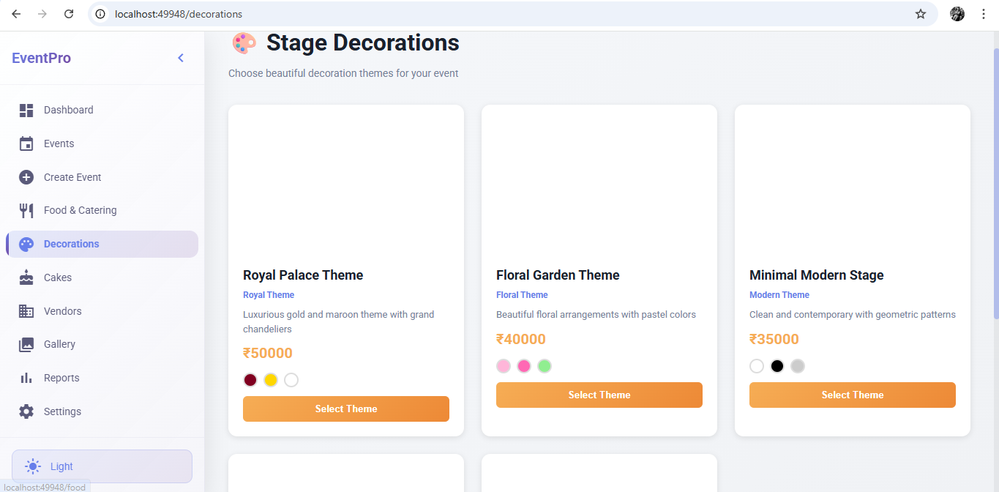 localhost:49948/decorations
EventPro
Dashboard
Events
Create Event
Food & Catering
Decorations
Cakes
Vendors
Gallery
Reports
Settings
Light
localhost:49948/food
Stage Decorations
Choose beautiful decoration themes for your event
Royal Palace Theme
Royal Theme
Luxurious gold and maroon theme with grand
chandeliers
₹50000
Select Theme
Floral Garden Theme
Floral Theme
Beautiful floral arrangements with pastel colors
₹40000
Select Theme
Minimal Modern Stage
Modern Theme
Clean and contemporary with geometric patterns
₹35000
Select Theme